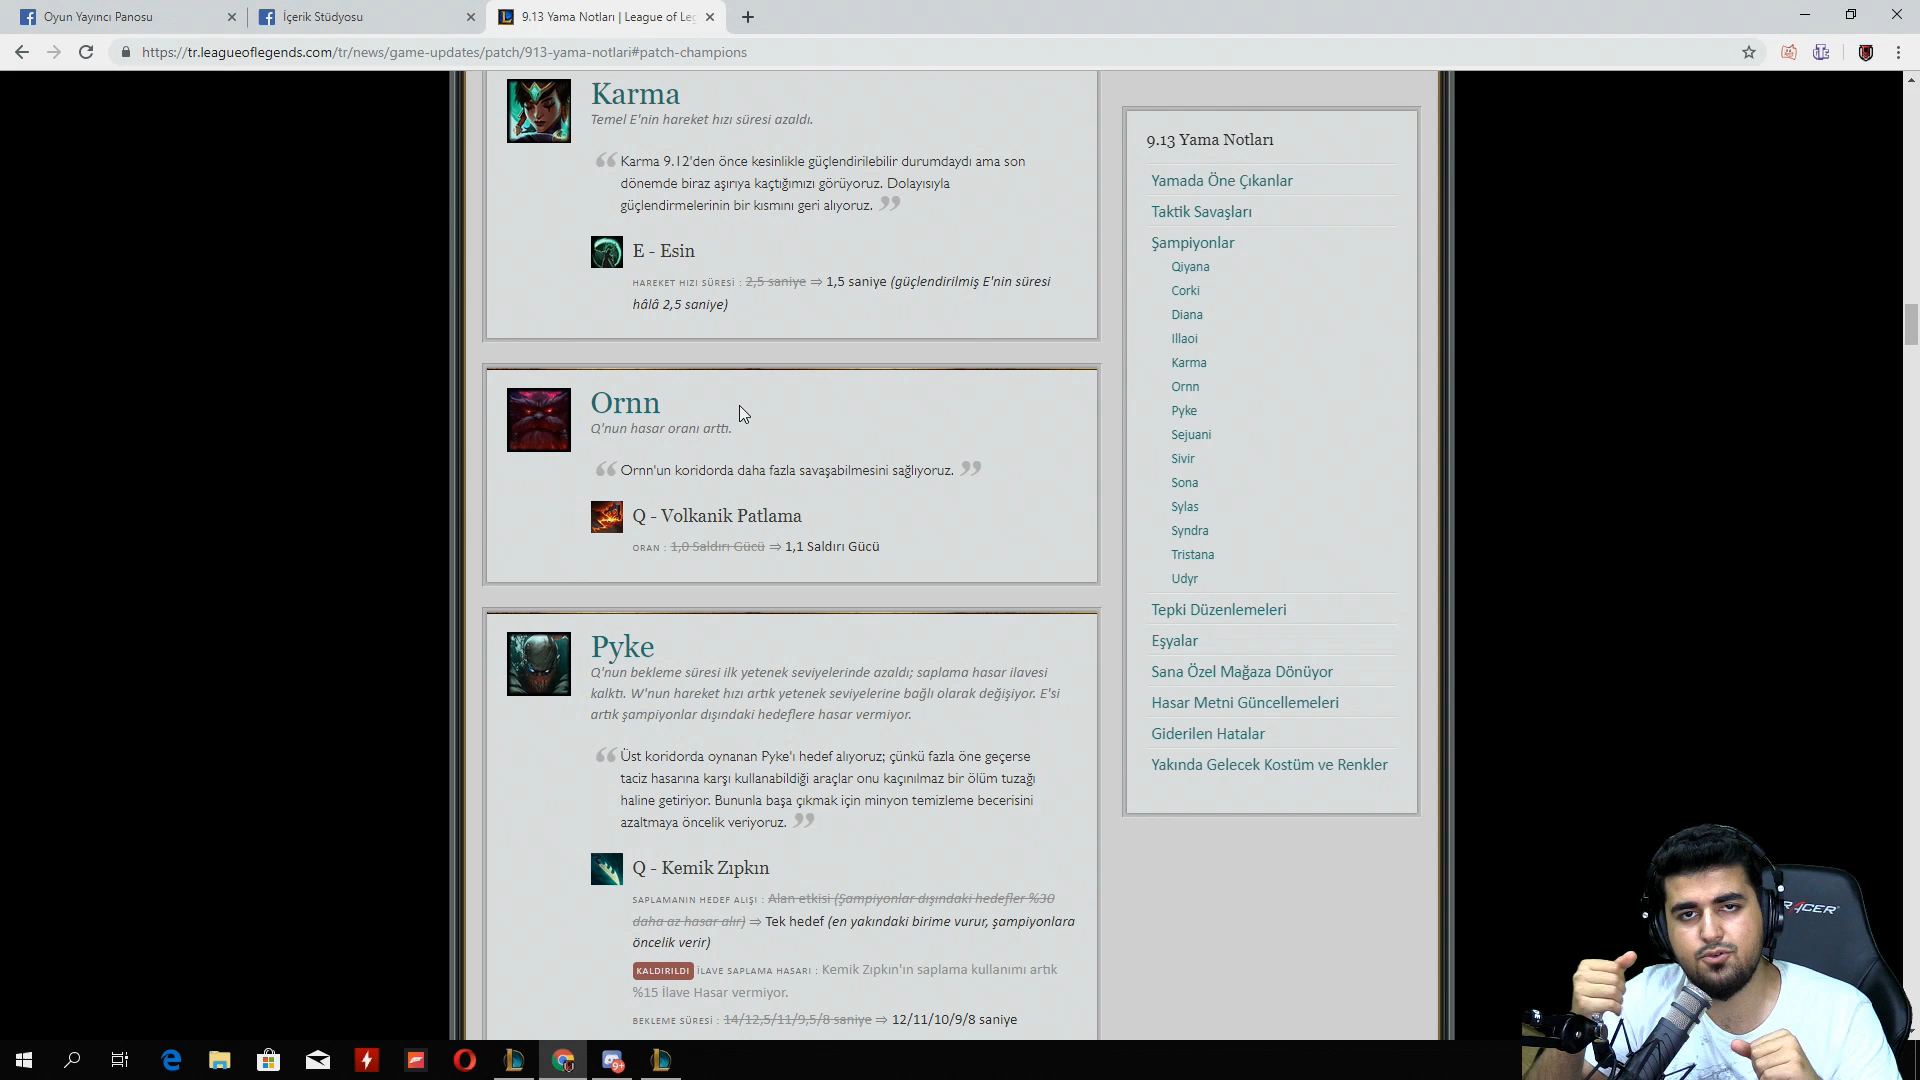 Oyun Yayıncı Panosu
İçerik Stüdyosu
9.13 Yama Notları | League of Leg
https://tr.leagueoflegends.com/tr/news/game-updates/patch/913-yama-notlari#patch-champions
Karma
Temel E'nin hareket hızı süresi azaldı.
Karma 9.12'den önce kesinlikle güçlendirilebilir durumdaydı ama son
dönemde biraz aşırıya kaçtığımızı görüyoruz. Dolayısıyla
güçlendirmelerinin bir kısmını geri alıyoruz.
E - Esin
HAREKET HIZI SÜRESİ : 2,5 saniye ⇒ 1,5 saniye (güçlendirilmiş E'nin süresi
hâlâ 2,5 saniye)
Ornn
Q'nun hasar oranı arttı.
Ornn'un koridorda daha fazla savaşabilmesini sağlıyoruz.
Q - Volkanik Patlama
ORAN : 1,0 Saldırı Gücü ⇒ 1,1 Saldırı Gücü
Pyke
Q'nun bekleme süresi ilk yetenek seviyelerinde azaldı; saplama hasar ilavesi
kalktı. W'nun hareket hızı artık yetenek seviyelerine bağlı olarak değişiyor. E'si
artık şampiyonlar dışındaki hedeflere hasar vermiyor.
Üst koridorda oynanan Pyke'ı hedef alıyoruz; çünkü fazla öne geçerse
taciz hasarına karşı kullanabildiği araçlar onu kaçınılmaz bir ölüm tuzağı
haline getiriyor. Bununla başa çıkmak için minyon temizleme becerisini
azaltmaya öncelik veriyoruz.
Q - Kemik Zıpkın
SAPLAMANIN HEDEF ALIŞI : Alan etkisi (Şampiyonlar dışındaki hedefler %30
daha az hasar alır) ⇒ Tek hedef (en yakındaki birime vurur, şampiyonlara
öncelik verir)
KALDIRILDI İLAVE SAPLAMA HASARI : Kemik Zıpkın'ın saplama kullanımı artık
%15 İlave Hasar vermiyor.
BEKLEME SÜRESİ : 14/12,5/11/9,5/8 saniye ⇒ 12/11/10/9/8 saniye
9.13 Yama Notları
Yamada Öne Çıkanlar
Taktik Savaşları
Şampiyonlar
Qiyana
Corki
Diana
Illaoi
Karma
Ornn
Pyke
Sejuani
Sivir
Sona
Sylas
Syndra
Tristana
Udyr
Tepki Düzenlemeleri
Eşyalar
Sana Özel Mağaza Dönüyor
Hasar Metni Güncellemeleri
Giderilen Hatalar
Yakında Gelecek Kostüm ve Renkler
9+